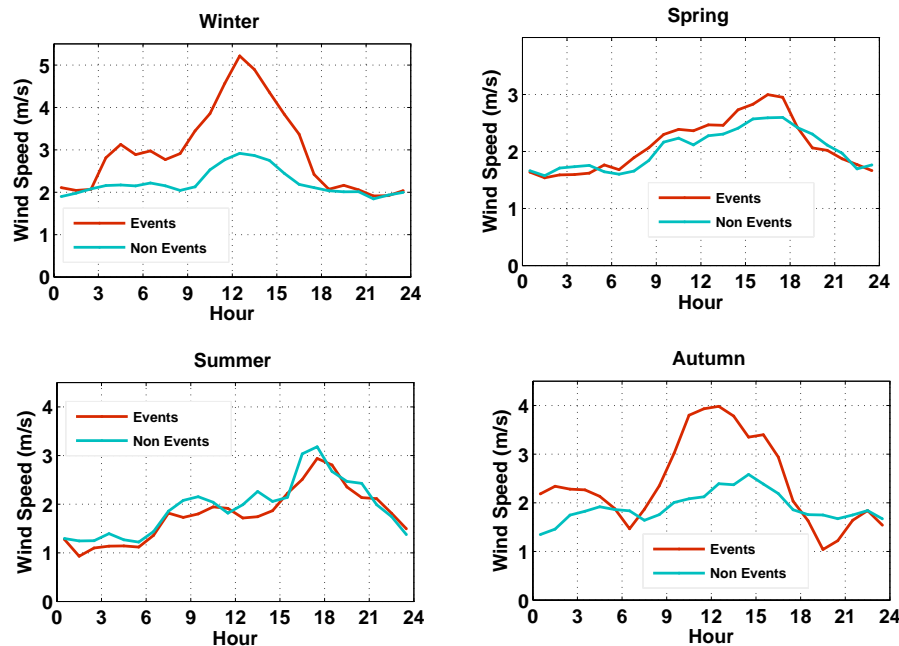 Winter
Wind Speed (m/s)
5
4
3
2
1
0
Events
Non Events
0 3 6 9 12 15 18 21 24
Hour
Spring
Wind Speed (m/s)
3
2
1
0
Events
Non Events
0 3 6 9 12 15 18 21 24
Hour
Summer
Wind Speed (m/s)
4
3
2
1
0
Events
Non Events
0 3 6 9 12 15 18 21 24
Hour
Autumn
Wind Speed (m/s)
4
3
2
1
0
Events
Non Events
0 3 6 9 12 15 18 21 24
Hour